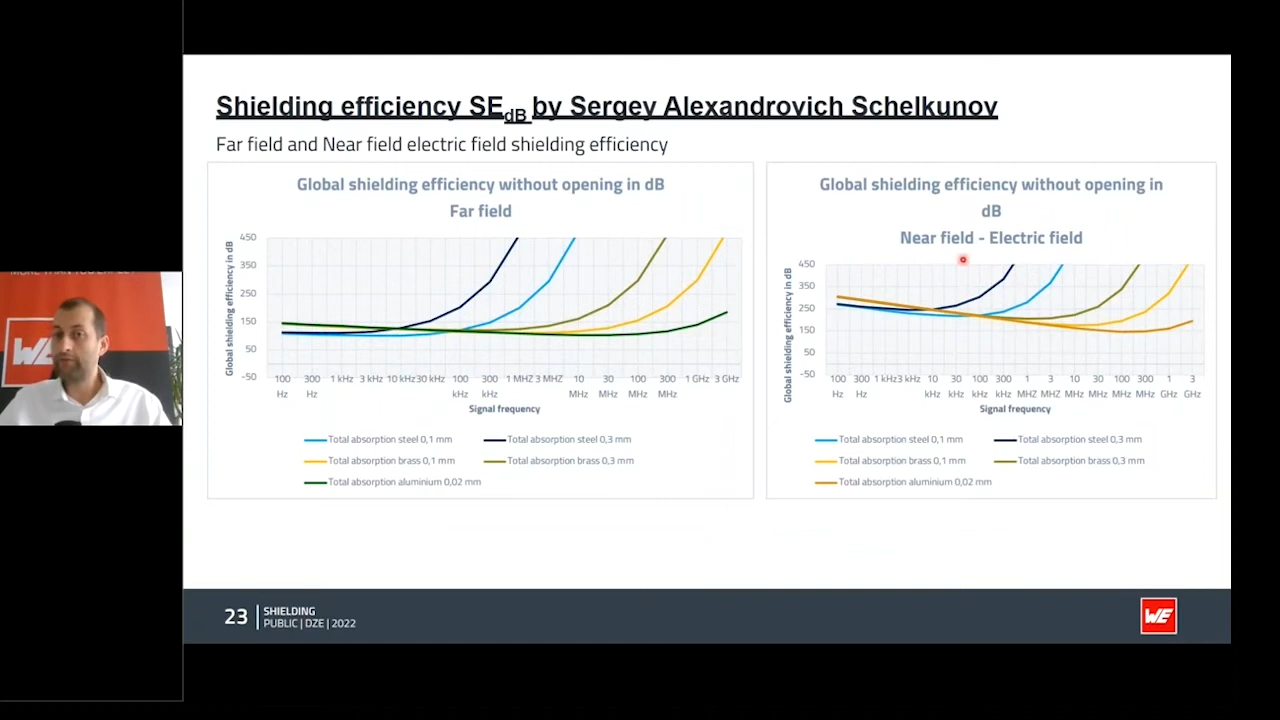 Shielding efficiency SEdB by Sergey Alexandrovich Schelkunov
Far field and Near field electric field shielding efficiency
Global shielding efficiency without opening in dB
Far field
Global shielding efficiency in dB
450
350
250
150
50
-50
100 Hz
300 Hz
1 kHz
3 kHz
10 kHz
30 kHz
100 kHz
300 kHz
1 MHZ
3 MHZ
10 MHz
30 MHz
100 MHz
300 MHz
1 GHz
3 GHz
Signal frequency
Total absorption steel 0,1 mm
Total absorption steel 0,3 mm
Total absorption brass 0,1 mm
Total absorption brass 0,3 mm
Total absorption aluminium 0,02 mm
Global shielding efficiency without opening in
dB
Near field - Electric field
Global shielding efficiency in dB
450
350
250
150
50
-50
100 Hz
300 Hz
1 kHz
3 kHz
10 kHz
30 kHz
100 kHz
300 kHz
1 MHZ
3 MHZ
10 MHz
30 MHz
100 MHz
300 MHz
1 GHz
3 GHz
Signal frequency
Total absorption steel 0,1 mm
Total absorption steel 0,3 mm
Total absorption brass 0,1 mm
Total absorption brass 0,3 mm
Total absorption aluminium 0,02 mm
WE
23
SHIELDING
PUBLIC | DZE | 2022
WE